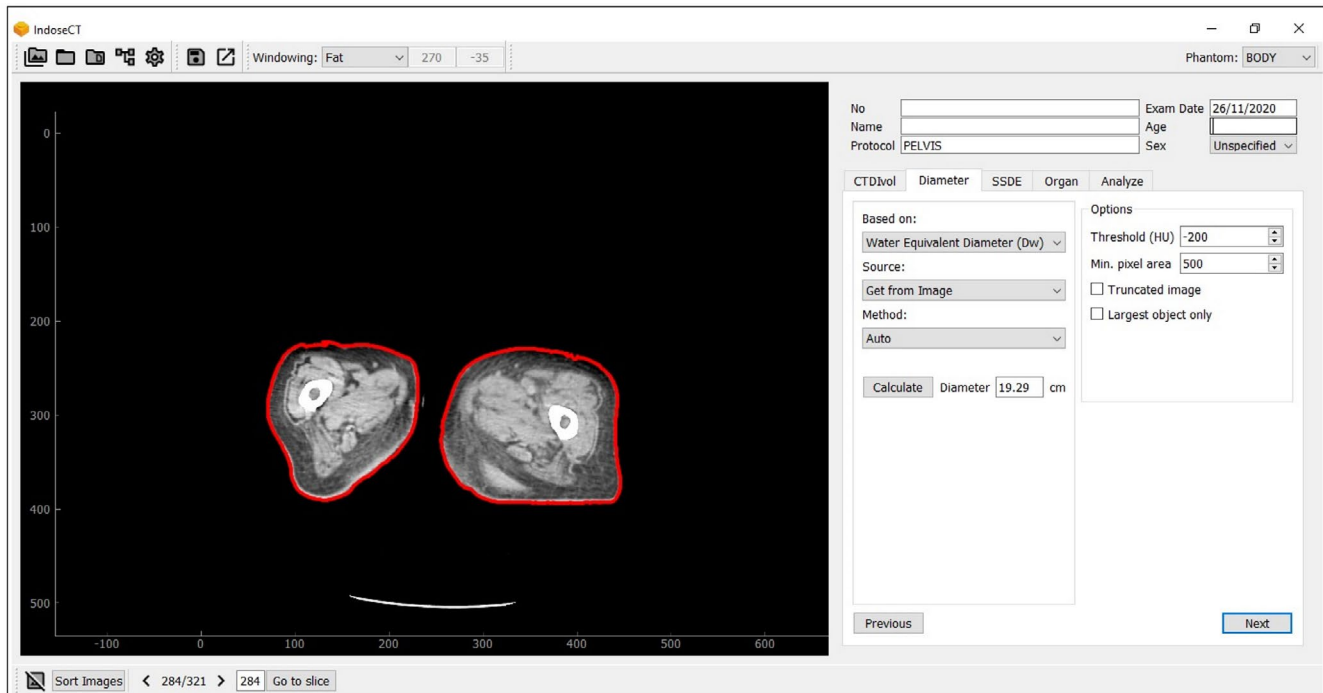 IndoseCT
Windowing: Fat 270 -35 Phantom: BODY
No Exam Date 26/11/2020
Name Age
Protocol PELVIS Sex Unspecified
CTDIvol Diameter SSDE Organ Analyze
Based on:
Water Equivalent Diameter (Dw)
Source:
Get from Image
Method:
Auto
Calculate Diameter 19.29 cm
Options
Threshold (HU) -200
Min. pixel area 500
Truncated image
Largest object only
Previous Next
0
100
200
300
400
500
-100 0 100 200 300 400 500 600
Sort Images 284/321 284 Go to slice